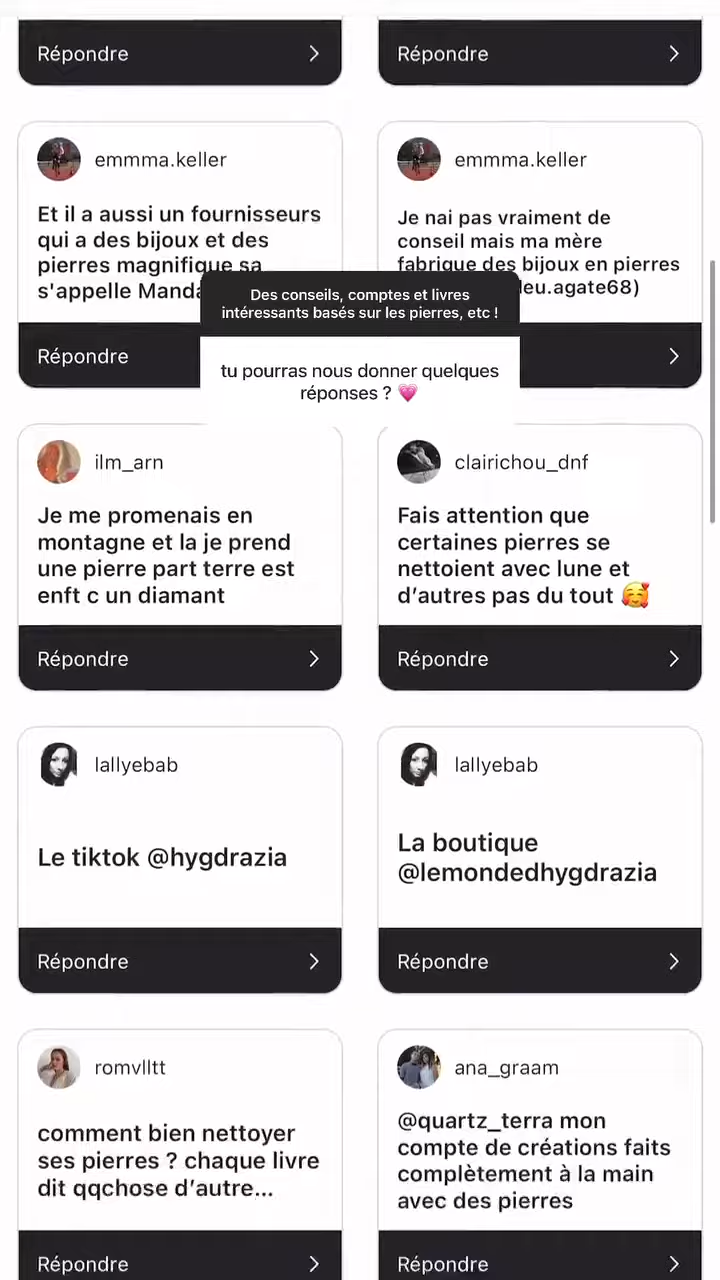 Répondre
Répondre
emmma.keller
Et il a aussi un fournisseurs
qui a des bijoux et des
pierres magnifique sa
s'appelle
Répondre
emmma.keller
Je nai pas vraiment de
conseil mais ma mère
fabrique des bijoux en pierres
Des conseils, comptes et livres
intéressants basés sur les pierres, etc !
tu pourras nous donner quelques
réponses ? 💗
ilm_arn
Je me promenais en
montagne et la je prend
une pierre part terre est
enft c un diamant
Répondre
clairichou_dnf
Fais attention que
certaines pierres se
nettoient avec lune et
d’autres pas du tout 🥰
Répondre
lallyebab
Le tiktok @hygdrazia
Répondre
lallyebab
La boutique
@lemondedhygdrazia
Répondre
romvlltt
comment bien nettoyer
ses pierres ? chaque livre
dit qqchose d’autre...
Répondre
ana_graam
@quartz_terra mon
compte de créations faits
complètement à la main
avec des pierres
Répondre